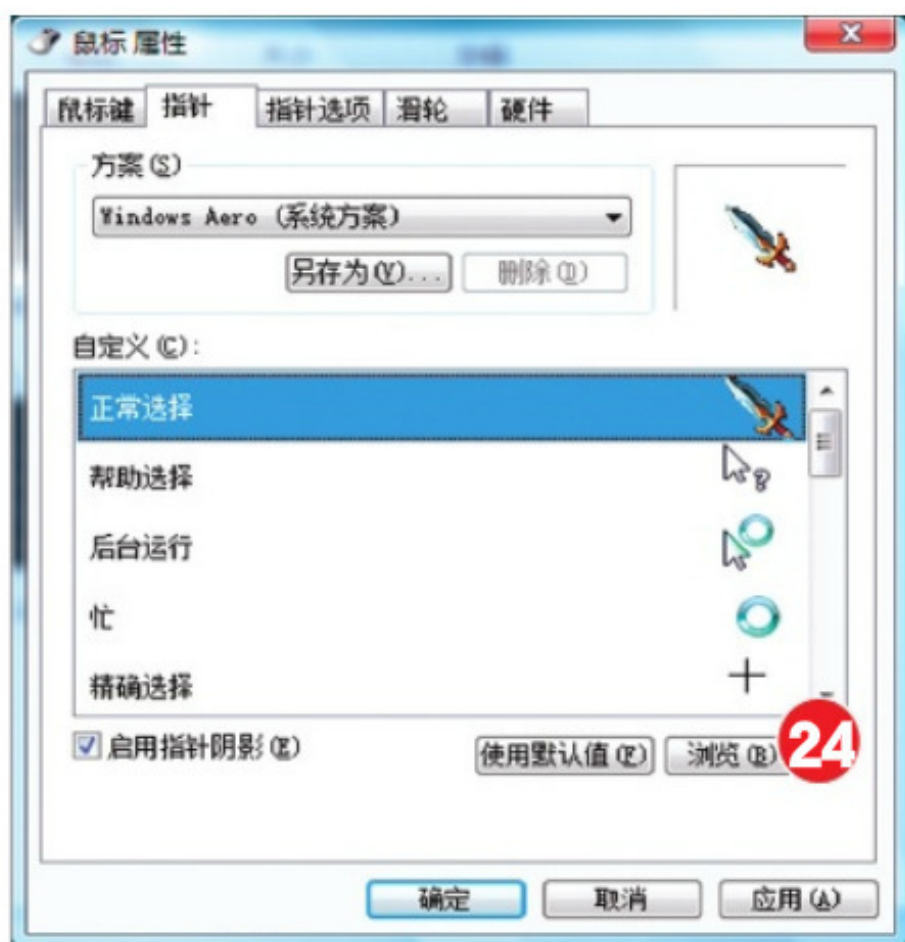 鼠标 属性
鼠标键 指针 指针选项 滑轮 硬件
方案(S)
Windows Aero (系统方案)
另存为(V)... 删除(D)
自定义(C):
正常选择
帮助选择
后台运行
忙
精确选择
启用指针阴影(E)
使用默认值(F) 浏览(B)
24
确定 取消 应用(A)